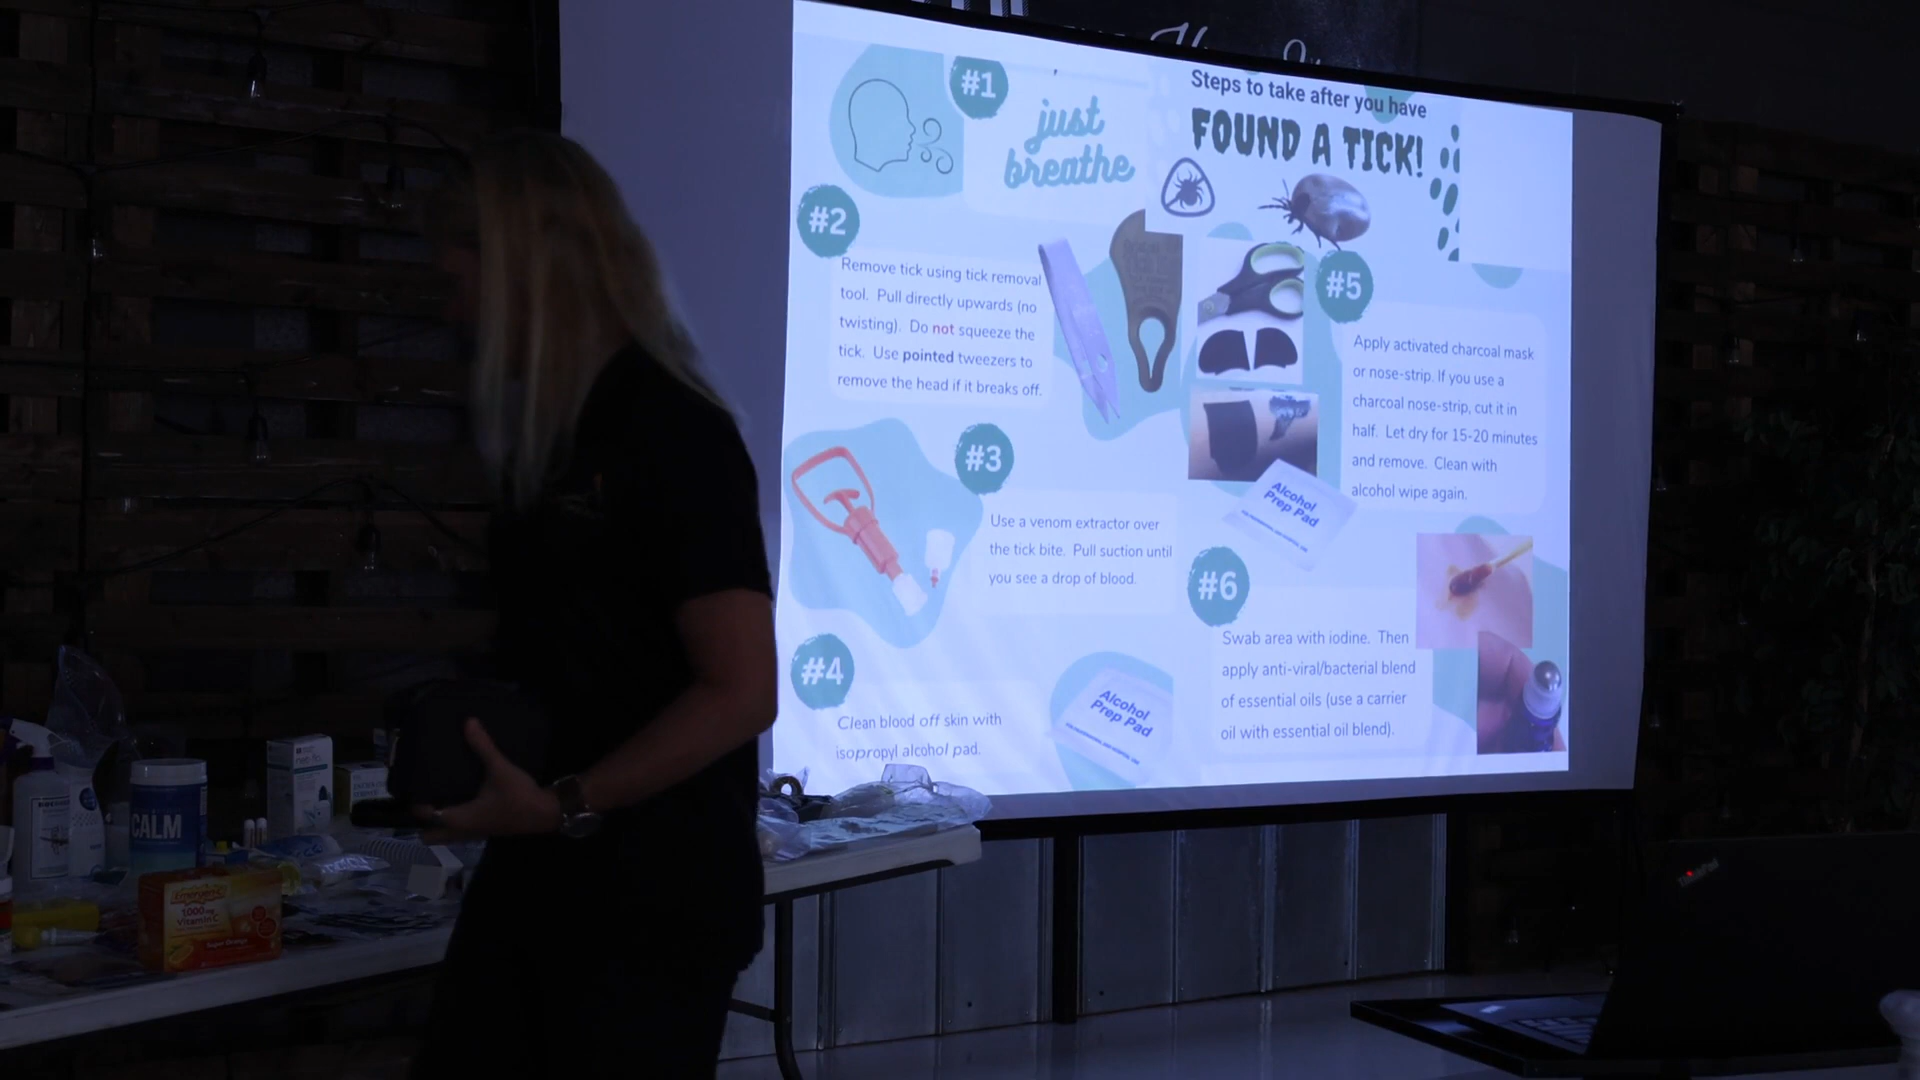 Steps to take after you have
FOUND A TICK!
#1
just
breathe
#2
Remove tick using tick removal
tool. Pull directly upwards (no
twisting). Do not squeeze the
tick. Use pointed tweezers to
remove the head if it breaks off.
#3
Use a venom extractor over
the tick bite. Pull suction until
you see a drop of blood.
#4
Clean blood off skin with
isopropyl alcohol pad.
Alcohol
Prep Pad
#5
Apply activated charcoal mask
or nose-strip. If you use a
charcoal nose-strip, cut it in
half. Let dry for 15-20 minutes
and remove. Clean with
alcohol wipe again.
Alcohol
Prep Pad
#6
Swab area with iodine. Then
apply anti-viral/bacterial blend
of essential oils (use a carrier
oil with essential oil blend).
CALM
Emergen-C
1000mg
Vitamin C
Super Orange
ThinkPad